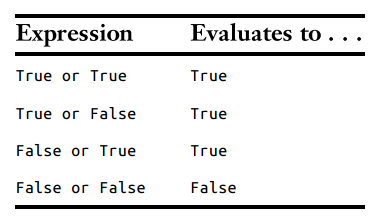 Expression Evaluates to . . .
True or True True
True or False True
False or True True
False or False False